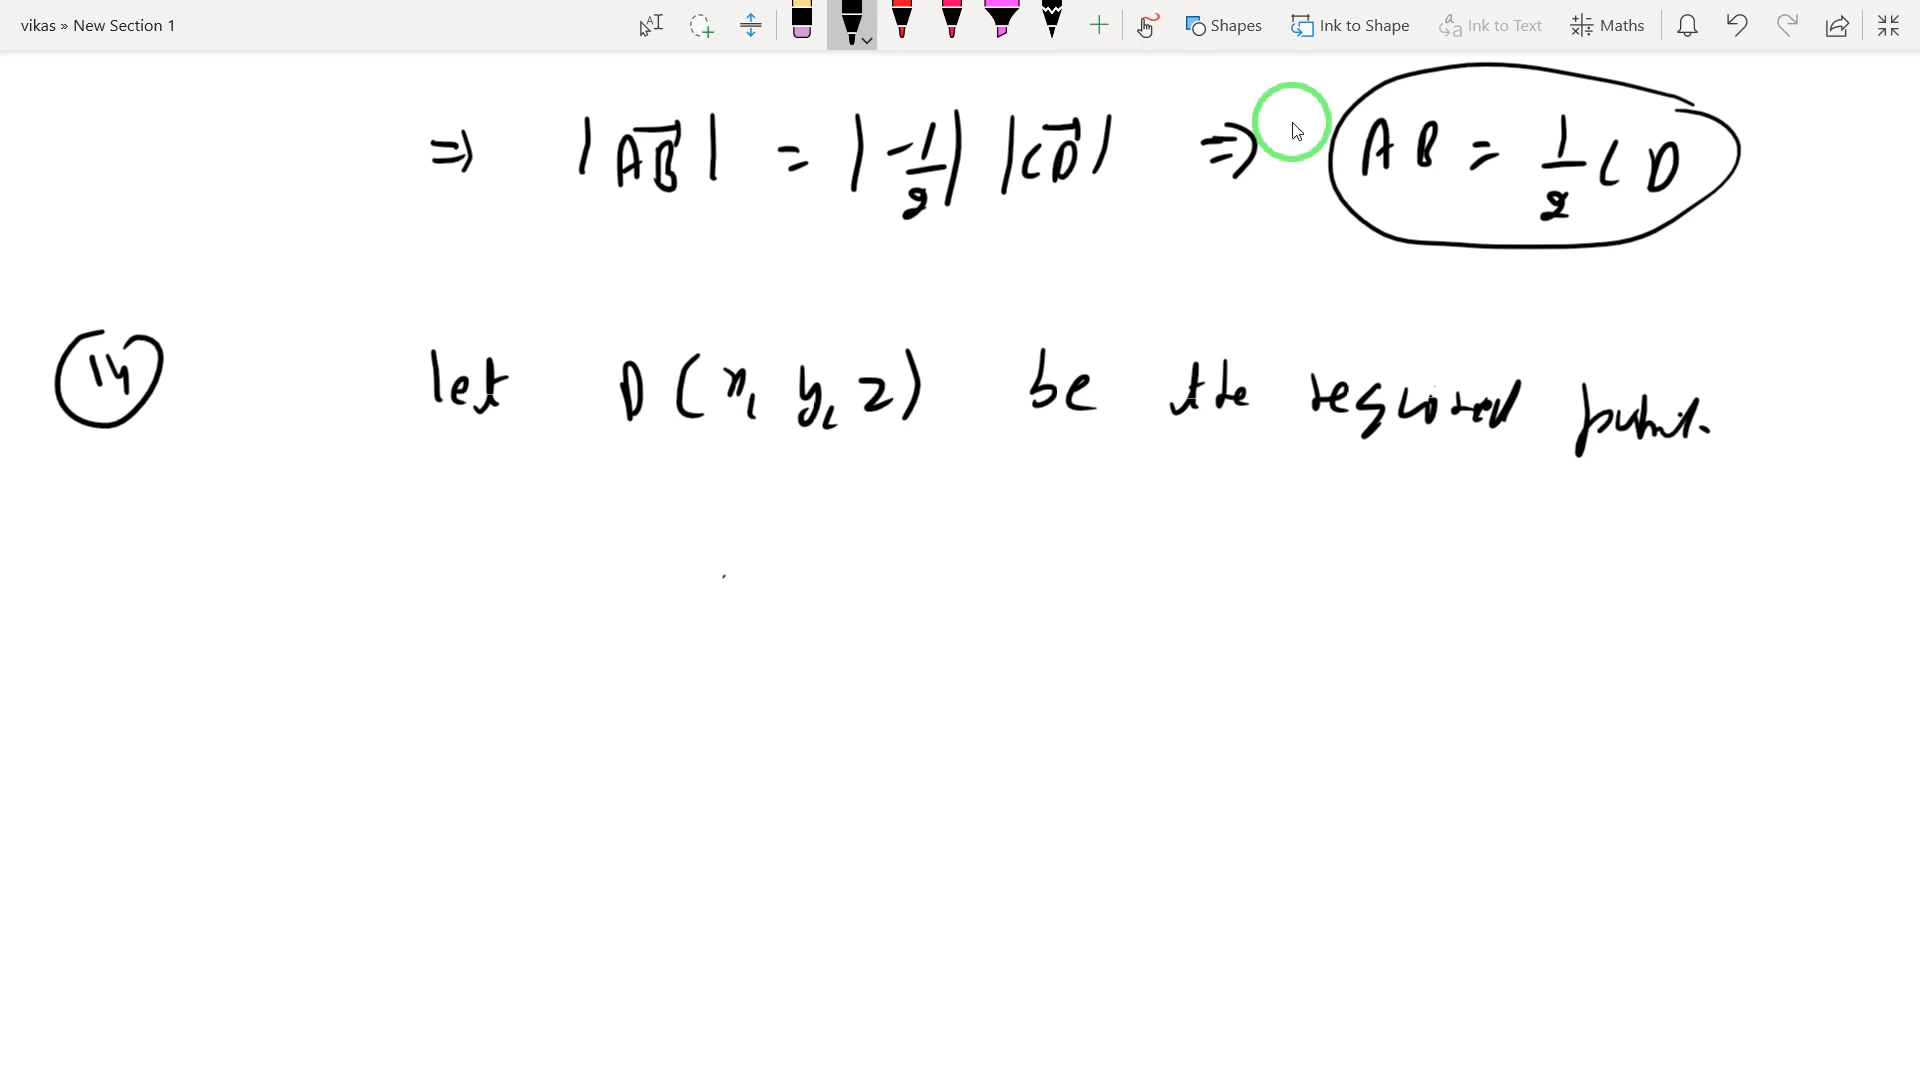 vikas » New Section 1
Shapes Ink to Shape Ink to Text Maths
⇒ |AB⃗| = |-1/2| |CD⃗| ⇒ AB = 1/2 CD
14 let D(x, y, z) be the required point.